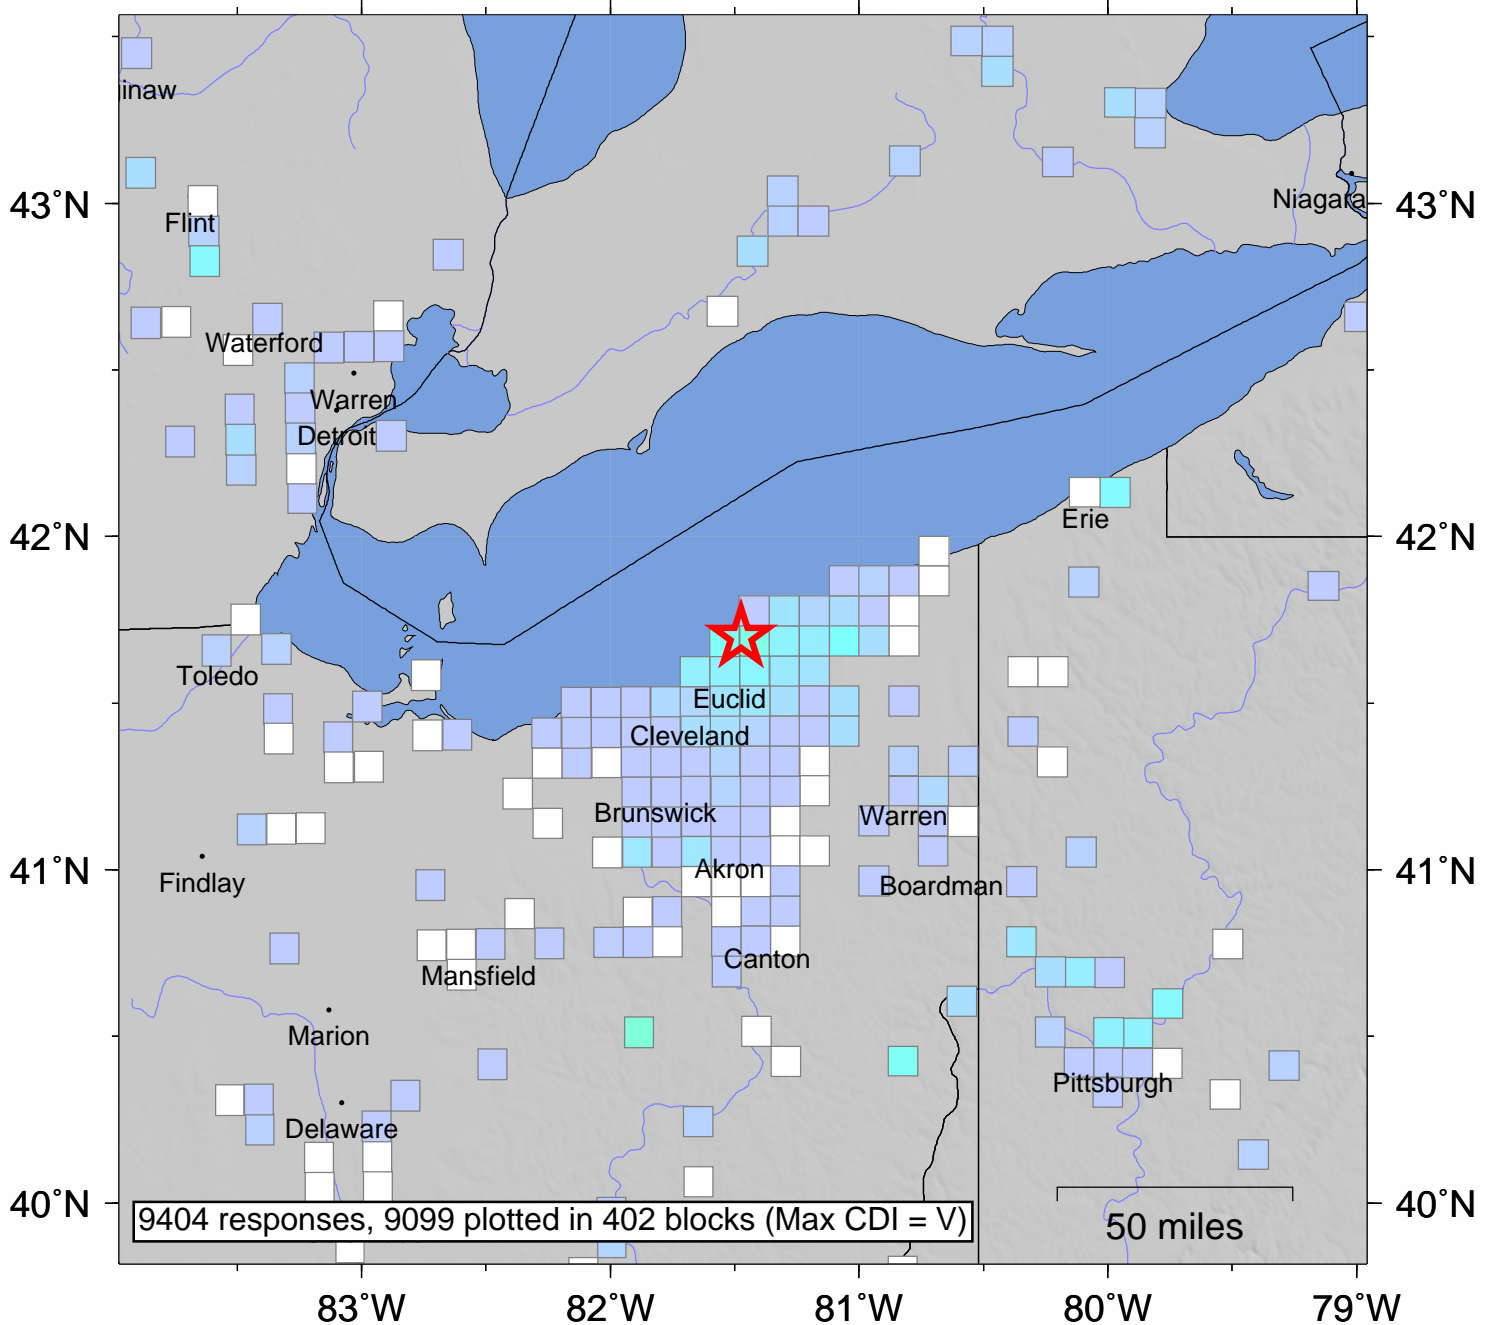 inaw
43°N
Flint
Niagara
43°N
Waterford
Warren
Detroit
42°N
Erie
42°N
Toledo
Euclid
Cleveland
Brunswick
Warren
41°N
Findlay
Akron
Boardman
41°N
Mansfield
Canton
Marion
Pittsburgh
Delaware
40°N
9404 responses, 9099 plotted in 402 blocks (Max CDI = V)
50 miles
40°N
83°W
82°W
81°W
80°W
79°W